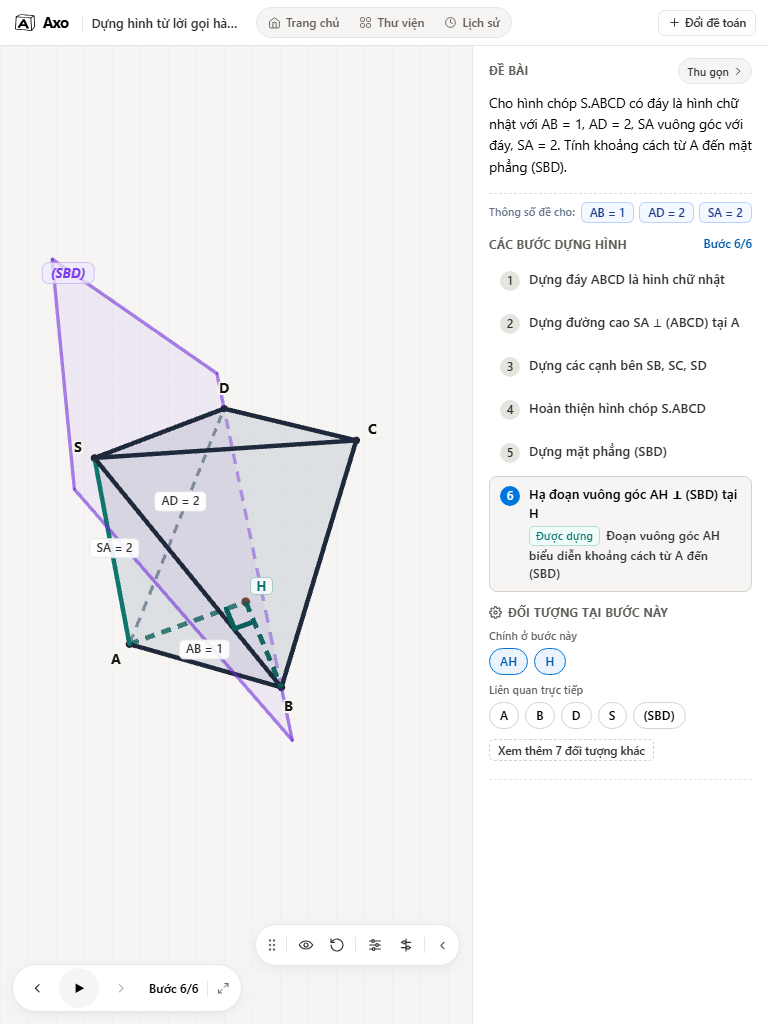 Axo
Dựng hình từ lời gọi hà...
Trang chủ
Thư viện
Lịch sử
Đổi đề toán
(SBD)
D
C
S
AD = 2
SA = 2
H
AB = 1
A
B
Bước 6/6
ĐỀ BÀI
Thu gọn
Cho hình chóp S.ABCD có đáy là hình chữ
nhật với AB = 1, AD = 2, SA vuông góc với
đáy, SA = 2. Tính khoảng cách từ A đến mặt
phẳng (SBD).
Thông số đề cho: AB = 1 AD = 2 SA = 2
CÁC BƯỚC DỰNG HÌNH
Bước 6/6
1 Dựng đáy ABCD là hình chữ nhật
2 Dựng đường cao SA ⊥ (ABCD) tại A
3 Dựng các cạnh bên SB, SC, SD
4 Hoàn thiện hình chóp S.ABCD
5 Dựng mặt phẳng (SBD)
6 Hạ đoạn vuông góc AH ⊥ (SBD) tại
H
Được dựng Đoạn vuông góc AH
biểu diễn khoảng cách từ A đến
(SBD)
ĐỐI TƯỢNG TẠI BƯỚC NÀY
Chính ở bước này
AH H
Liên quan trực tiếp
A B D S (SBD)
Xem thêm 7 đối tượng khác